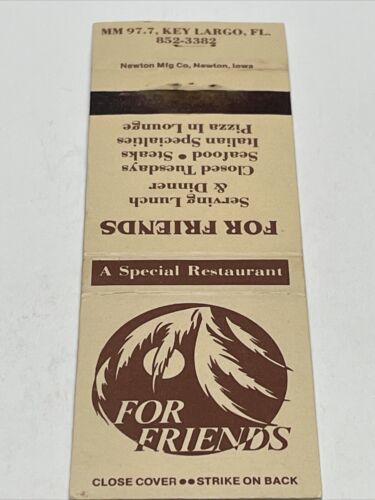 MM 97.7, KEY LARGO, FL.
852-3382
Newton Mfg Co, Newton, Iowa
FOR FRIENDS
Serving Lunch
& Dinner
Closed Tuesdays
Seafood • Steaks
Italian Specialties
Pizza In Lounge
A Special Restaurant
FOR
FRIENDS
CLOSE COVER ●● STRIKE ON BACK